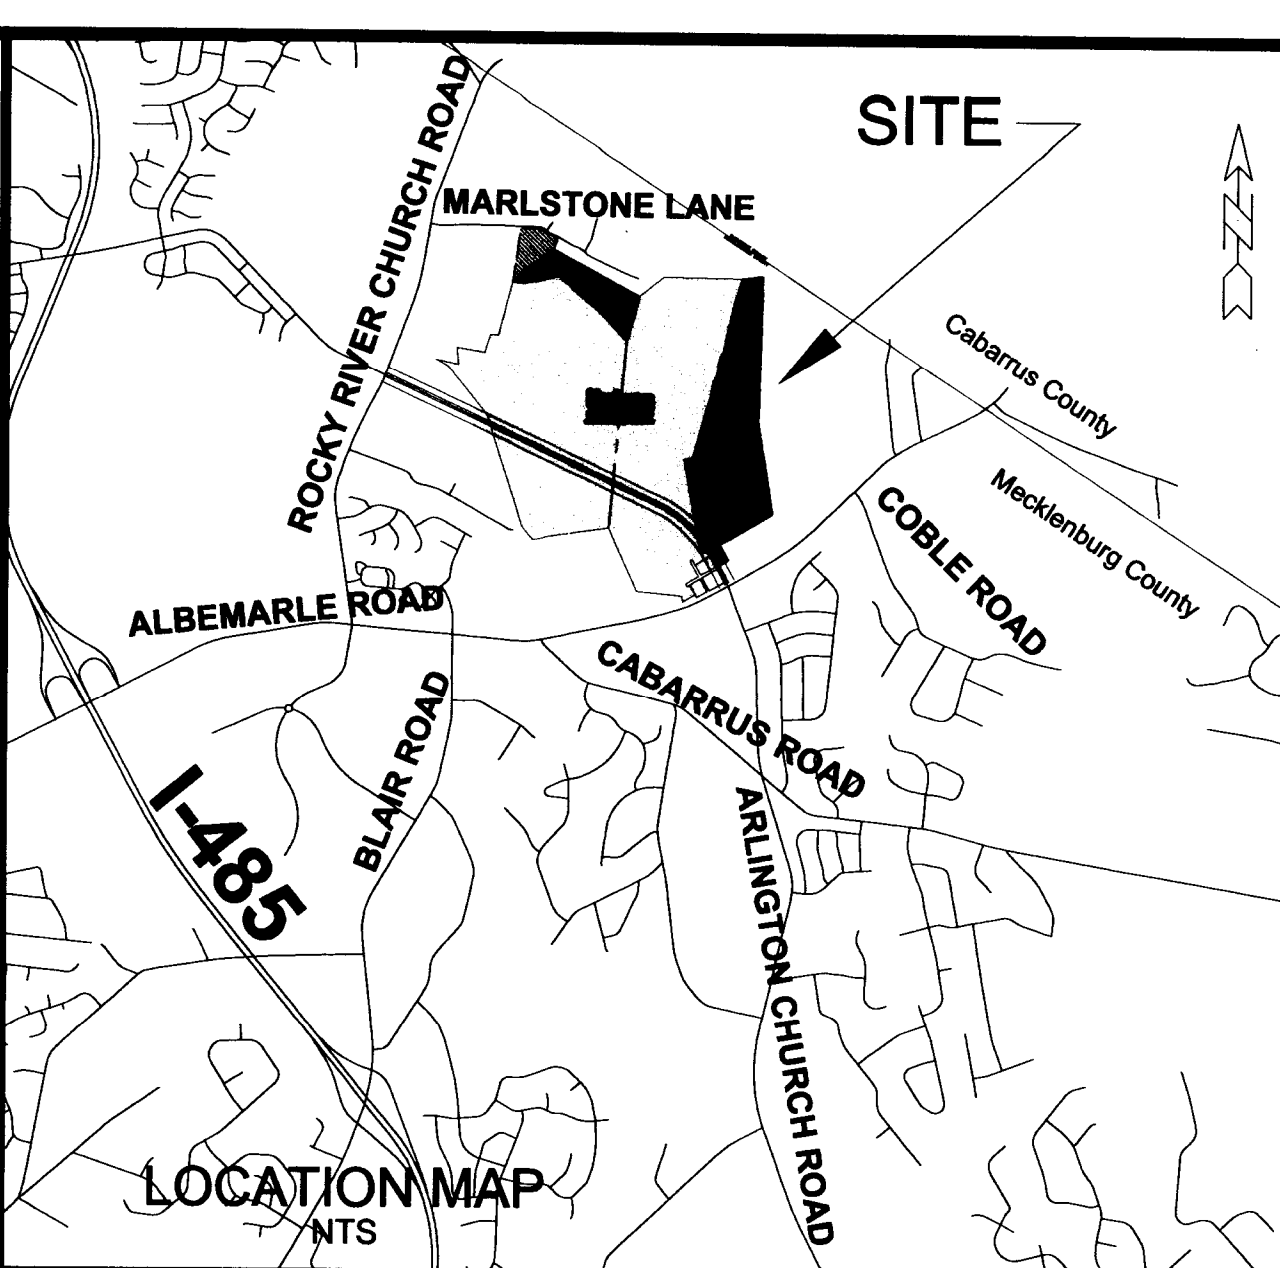 SITE
ROCKY RIVER CHURCH ROAD
MARLSTONE LANE
N
Cabarrus County
Mecklenburg County
COBLE ROAD
ALBEMARLE ROAD
CABARRUS ROAD
BLAIR ROAD
I-485
ARLINGTON CHURCH ROAD
LOCATION MAP
NTS